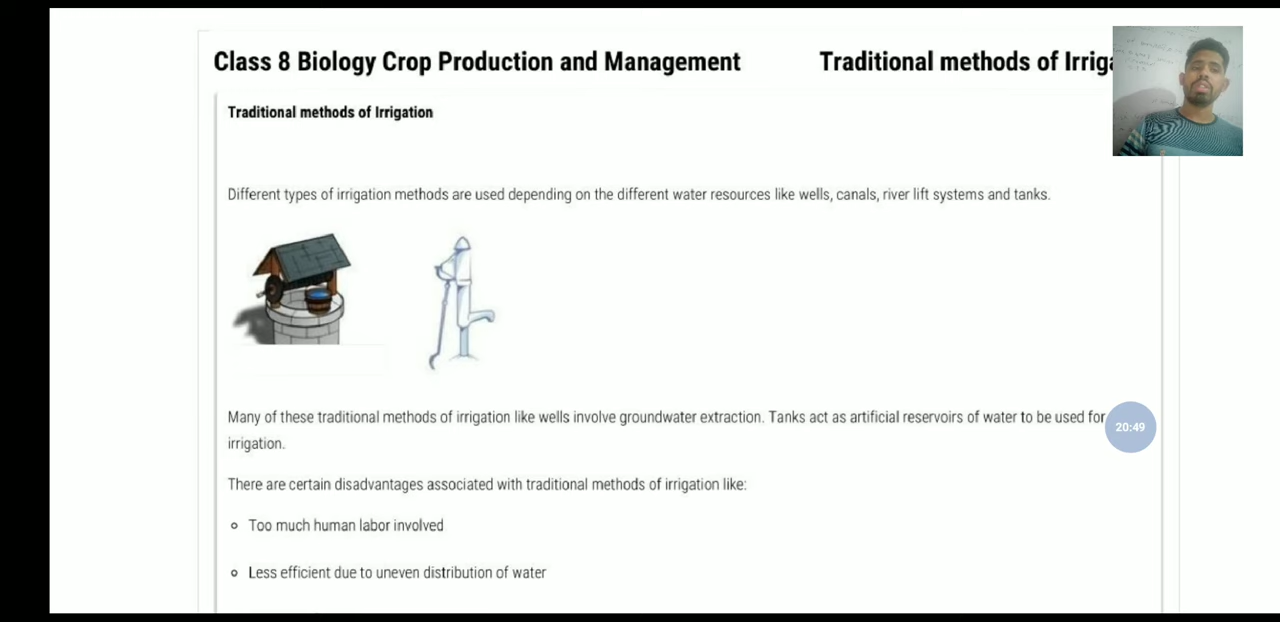 Class 8 Biology Crop Production and Management Traditional methods of
Traditional methods of Irrigation
Different types of irrigation methods are used depending on the different water resources like wells, canals, river lift systems and tanks.
Many of these traditional methods of irrigation like wells involve groundwater extraction. Tanks act as artificial reservoirs of water to be used for
irrigation.
20:49
There are certain disadvantages associated with traditional methods of irrigation like:
Too much human labor involved
Less efficient due to uneven distribution of water